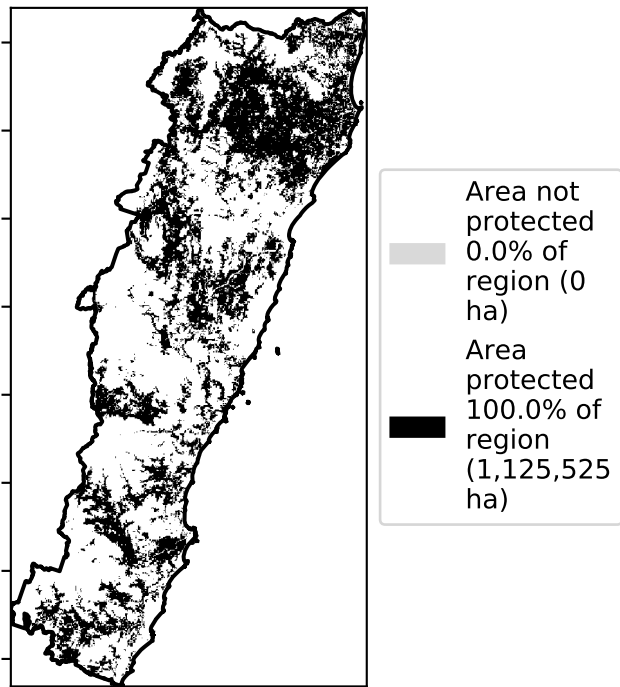 Area not
protected
0.0% of
region (0
ha)
Area
protected
100.0% of
region
(1,125,525
ha)